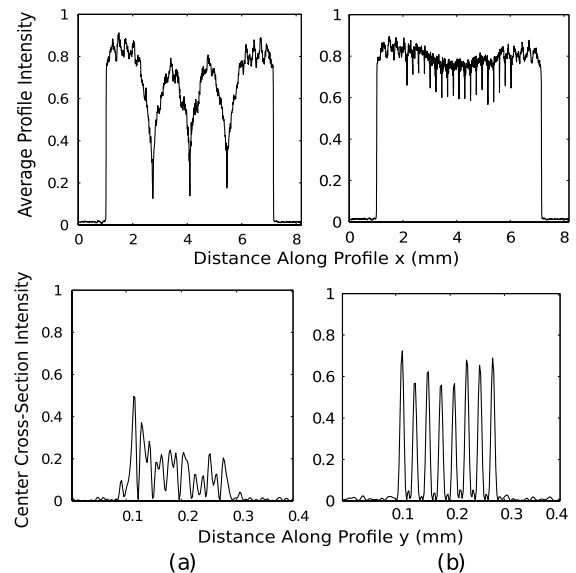 Average Profile Intensity
1
0.8
0.6
0.4
0.2
0
0 2 4 6 8
1
0.8
0.6
0.4
0.2
0
0 2 4 6 8
Distance Along Profile x (mm)
Center Cross-Section Intensity
1
0.8
0.6
0.4
0.2
0
0.1 0.2 0.3 0.4
1
0.8
0.6
0.4
0.2
0
0.1 0.2 0.3 0.4
Distance Along Profile y (mm)
(a) (b)